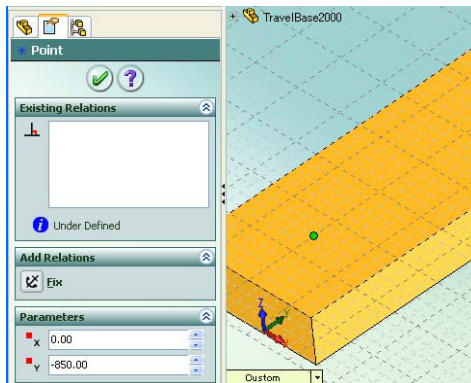 TravelBase2000
Point
?
Existing Relations
Under Defined
Add Relations
Fix
Parameters
X 0.00
Y -850.00
Z
Y
X
Custom